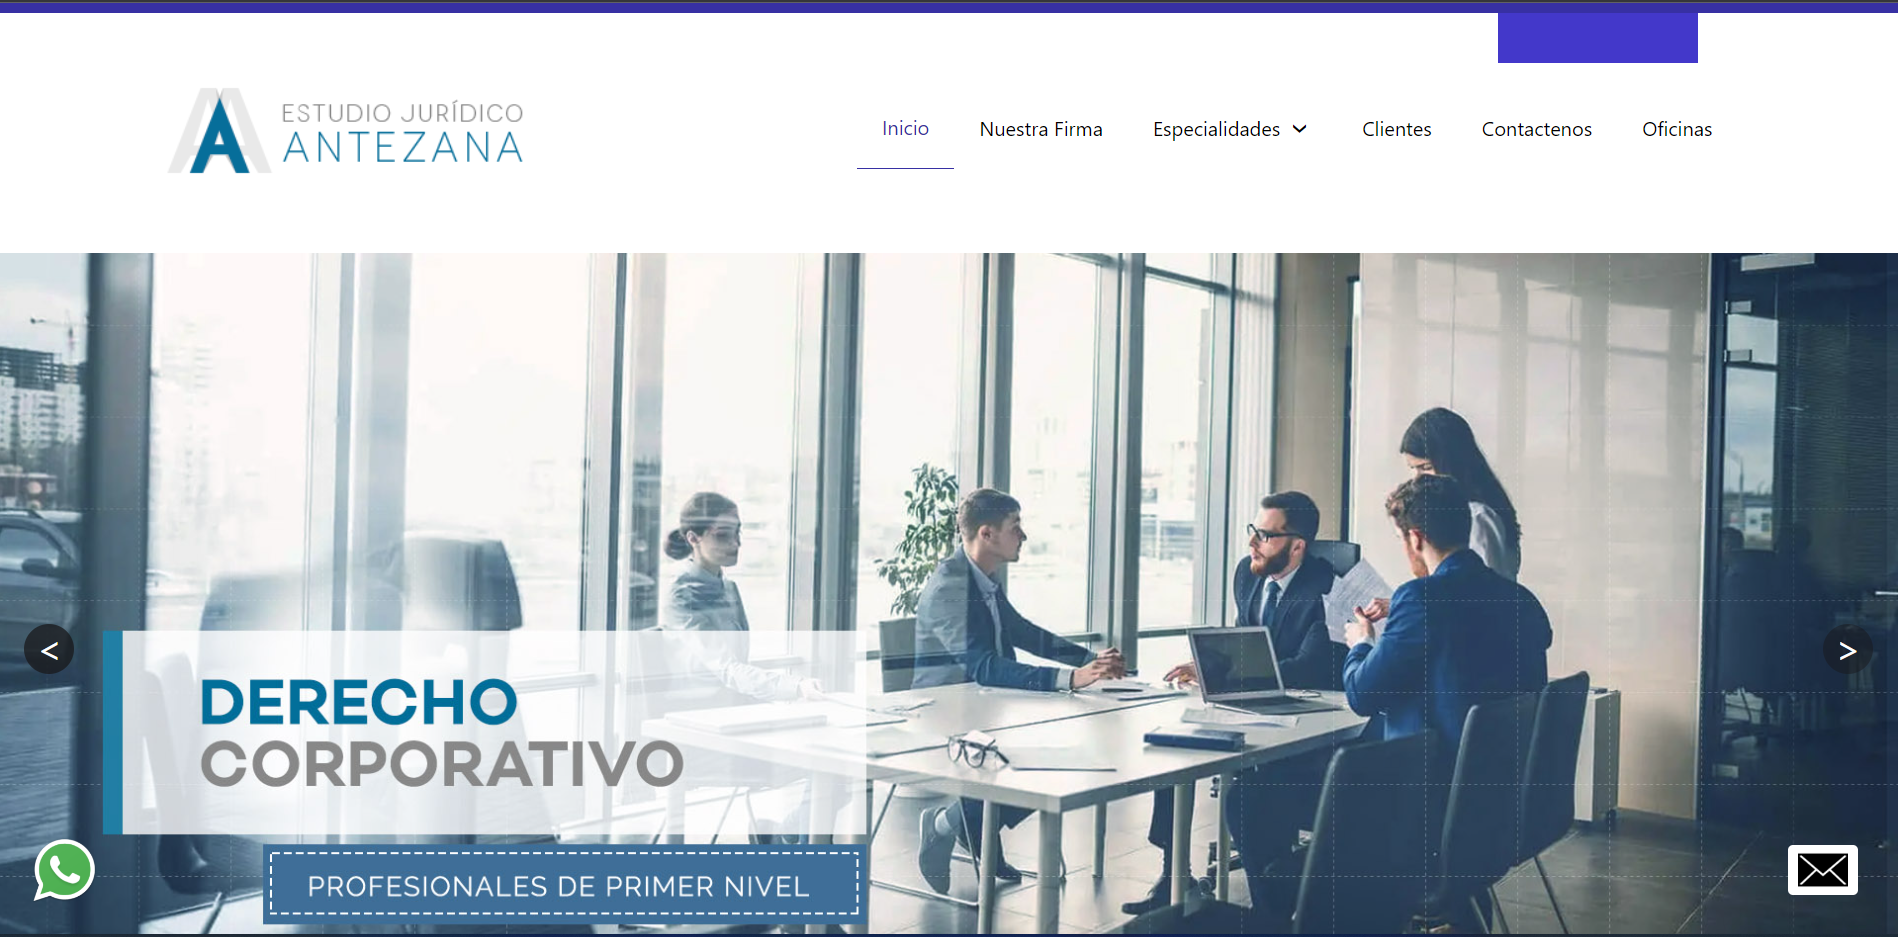 ESTUDIO JURÍDICO
ANTEZANA
Inicio Nuestra Firma Especialidades Clientes Contactenos Oficinas
< >
DERECHO
CORPORATIVO
PROFESIONALES DE PRIMER NIVEL